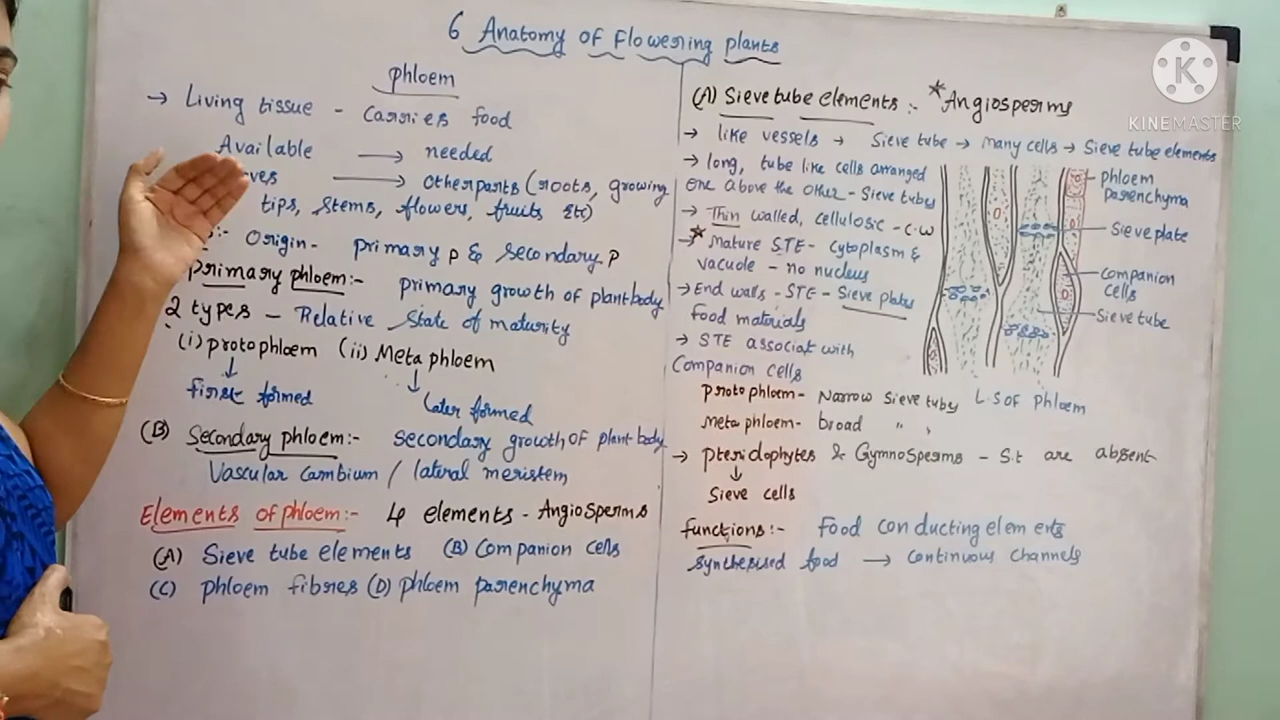 6 Anatomy of Flowering plants
phloem
→ Living tissue - Carries food
Available → needed
ves → other parts (roots, growing
tips, stems, flowers, fruits Etc)
:- Origin - primary p & secondary p
primary phloem:- primary growth of plant body
2 types - Relative state of maturity
(i) protophloem (ii) Meta phloem
↓ ↓
first formed later formed
(B) Secondary phloem:- secondary growth of plant body
Vascular cambium / lateral meristem
Elements of phloem:- 4 elements - Angiosperms
(A) Sieve tube elements (B) Companion cells
(C) phloem fibres (D) phloem parenchyma
(A) Sieve tube elements :- *Angiosperms
→ like vessels → Sieve tube → many cells → Sieve tube elements
→ long, tube like cells arranged
one above the other - Sieve tubes
→ Thin walled, cellulosic - C.W
→ * Mature STE - cytoplasm &
vacuole - no nucleus
→ End walls - STE - Sieve plates
food materials
→ STE associat with
Companion cells
phloem
parenchyma
Sieve plate
Companion
cells
Sieve tube
L.S OF Phloem
proto phloem - Narrow sieve tubes
meta phloem - broad " ,
→ pteridophytes & Gymnosperms - S.t are absent
↓
Sieve cells
functions:- Food conducting elements
synthesised food → continuous channels
KINEMASTER